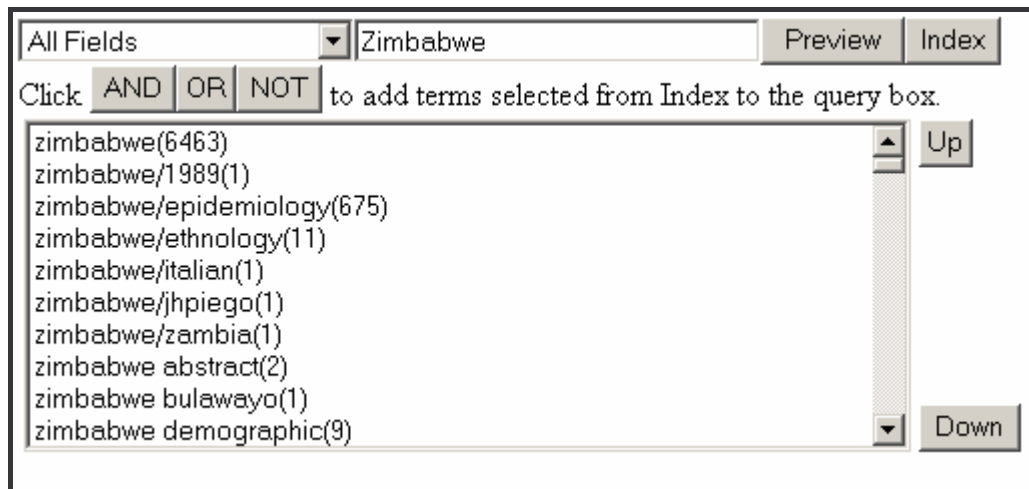 All Fields Zimbabwe Preview Index
Click AND OR NOT to add terms selected from Index to the query box.
zimbabwe(6463) Up
zimbabwe/1989(1)
zimbabwe/epidemiology(675)
zimbabwe/ethnology(11)
zimbabwe/italian(1)
zimbabwe/jhpiego(1)
zimbabwe/zambia(1)
zimbabwe abstract(2)
zimbabwe bulawayo(1)
zimbabwe demographic(9) Down